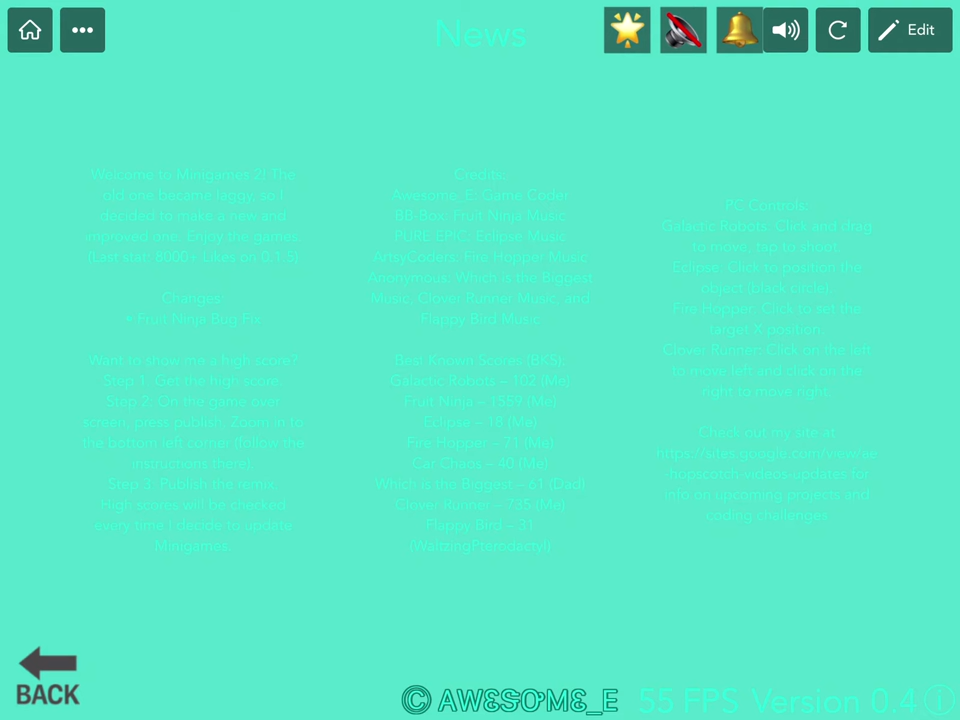 News
Edit
Welcome to Minigames 2! The
old one became laggy, so I
decided to make a new and
improved one. Enjoy the games.
(Last stat: 8000+ Likes on 0.1.5)
Changes:
• Fruit Ninja Bug Fix
Want to show me a high score?
Step 1. Get the high score.
Step 2. On the game over
screen, press publish. Zoom in to
the bottom left corner (follow the
instructions there).
Step 3. Publish the remix.
High scores will be checked
every time I decide to update
Minigames.
Credits:
Awesome_E: Game Coder
BB-Box: Fruit Ninja Music
PURE EPIC: Eclipse Music
ArtsyCoders: Fire Hopper Music
Anonymous: Which is the Biggest
Music, Clover Runner Music, and
Flappy Bird Music
Best Known Scores (BKS):
Galactic Robots – 102 (Me)
Fruit Ninja – 1559 (Me)
Eclipse – 18 (Me)
Fire Hopper – 71 (Me)
Car Chaos – 40 (Me)
Which is the Biggest – 61 (Dad)
Clover Runner – 735 (Me)
Flappy Bird – 31
(WaltzingPterodactyl)
PC Controls:
Galactic Robots: Click and drag
to move, tap to shoot.
Eclipse: Click to position the
object (black circle).
Fire Hopper: Click to set the
target X position.
Clover Runner: Click on the left
to move left and click on the
right to move right.
Check out my site at
https://sites.google.com/view/ae
-hopscotch-videos-updates for
info on upcoming projects and
coding challenges
BACK
© AWESOME_E
55 FPS Version 0.4